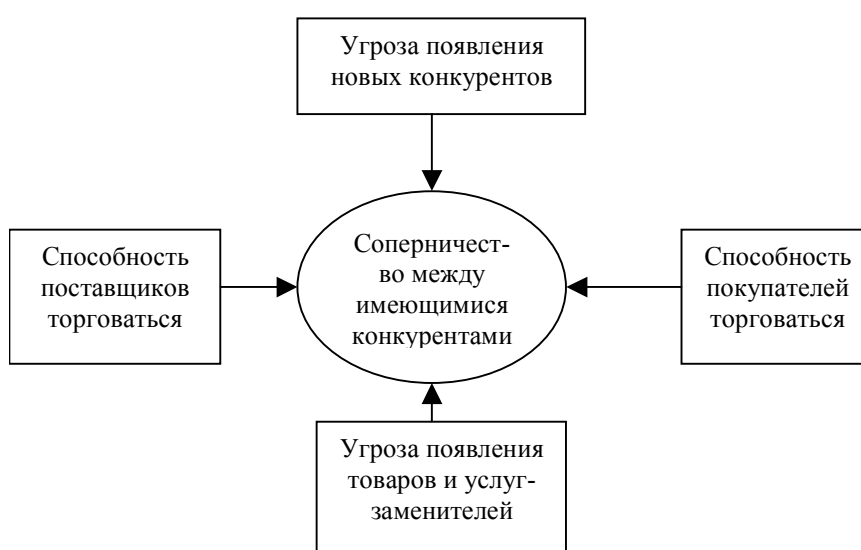 Угроза появления
новых конкурентов
Способность
поставщиков
торговаться
Соперничест-
во между
имеющимися
конкурентами
Способность
покупателей
торговаться
Угроза появления
товаров и услуг-
заменителей